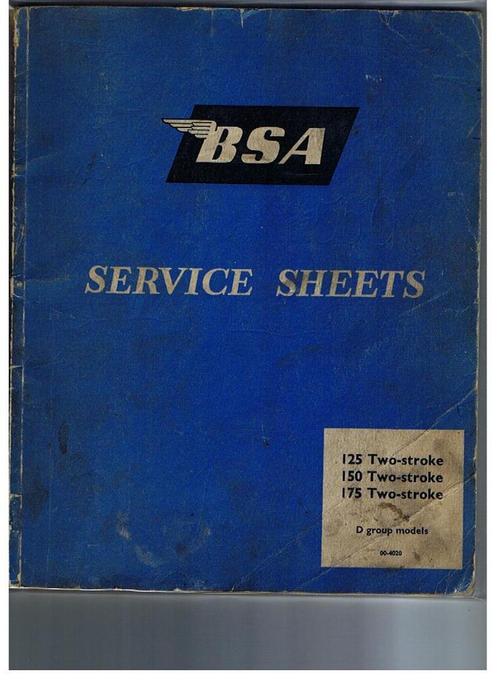 BSA
SERVICE SHEETS
125 Two-stroke
150 Two-stroke
175 Two-stroke
D group models
00-4020